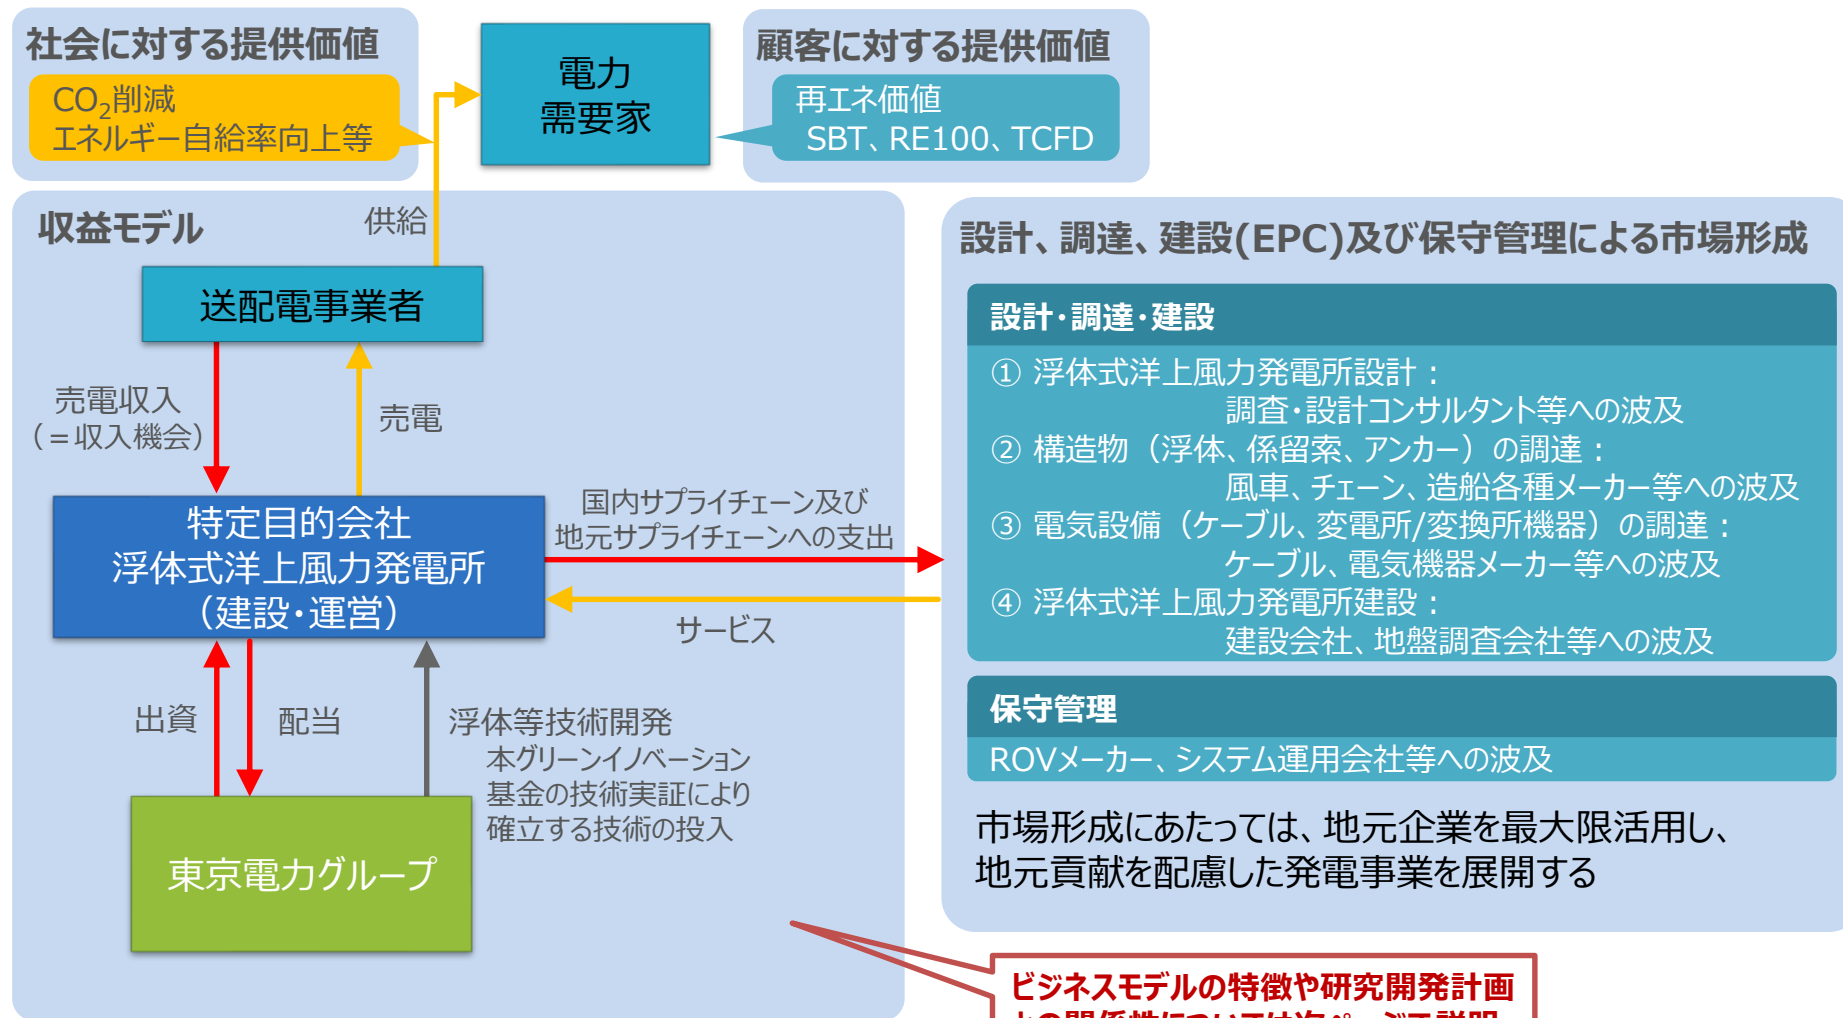 社会に対する提供価値
CO₂削減
エネルギー自給率向上等
電力
需要家
顧客に対する提供価値
再エネ価値
SBT、RE100、TCFD
収益モデル
供給
送配電事業者
売電収入
（＝収入機会）
売電
特定目的会社
浮体式洋上風力発電所
（建設・運営）
国内サプライチェーン及び
地元サプライチェーンへの支出
サービス
出資
配当
浮体等技術開発
本グリーンイノベーション
基金の技術実証により
確立する技術の投入
東京電力グループ
設計、調達、建設(EPC)及び保守管理による市場形成
設計・調達・建設
① 浮体式洋上風力発電所設計：
調査・設計コンサルタント等への波及
② 構造物（浮体、係留索、アンカー）の調達：
風車、チェーン、造船各種メーカー等への波及
③ 電気設備（ケーブル、変電所/変換所機器）の調達：
ケーブル、電気機器メーカー等への波及
④ 浮体式洋上風力発電所建設：
建設会社、地盤調査会社等への波及
保守管理
ROVメーカー、システム運用会社等への波及
市場形成にあたっては、地元企業を最大限活用し、
地元貢献を配慮した発電事業を展開する
ビジネスモデルの特徴や研究開発計画
との関係性については次ページで説明